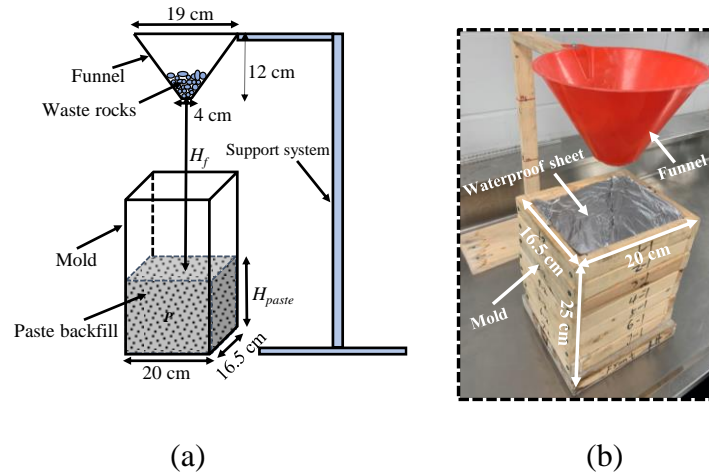 19 cm
Funnel
12 cm
Waste rocks
4 cm
H_f
Support system
Mold
H_paste
Paste backfill
P
16.5 cm
20 cm
(a)
Waterproof sheet
Funnel
16.5 cm
20 cm
Mold
25 cm
(b)